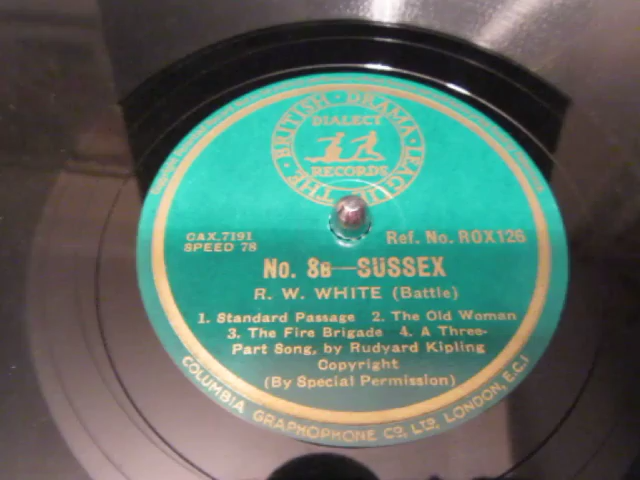 THE · BRITISH · DRAMA · LEAGUE
DIALECT
RECORDS
CAX.7191
SPEED 78
Ref. No. ROX126
No. 8B—SUSSEX
R. W. WHITE (Battle)
1. Standard Passage 2. The Old Woman
3. The Fire Brigade 4. A Three-
Part Song, by Rudyard Kipling
Copyright
(By Special Permission)
COLUMBIA GRAPHOPHONE CO. LTD. LONDON, E.C.1